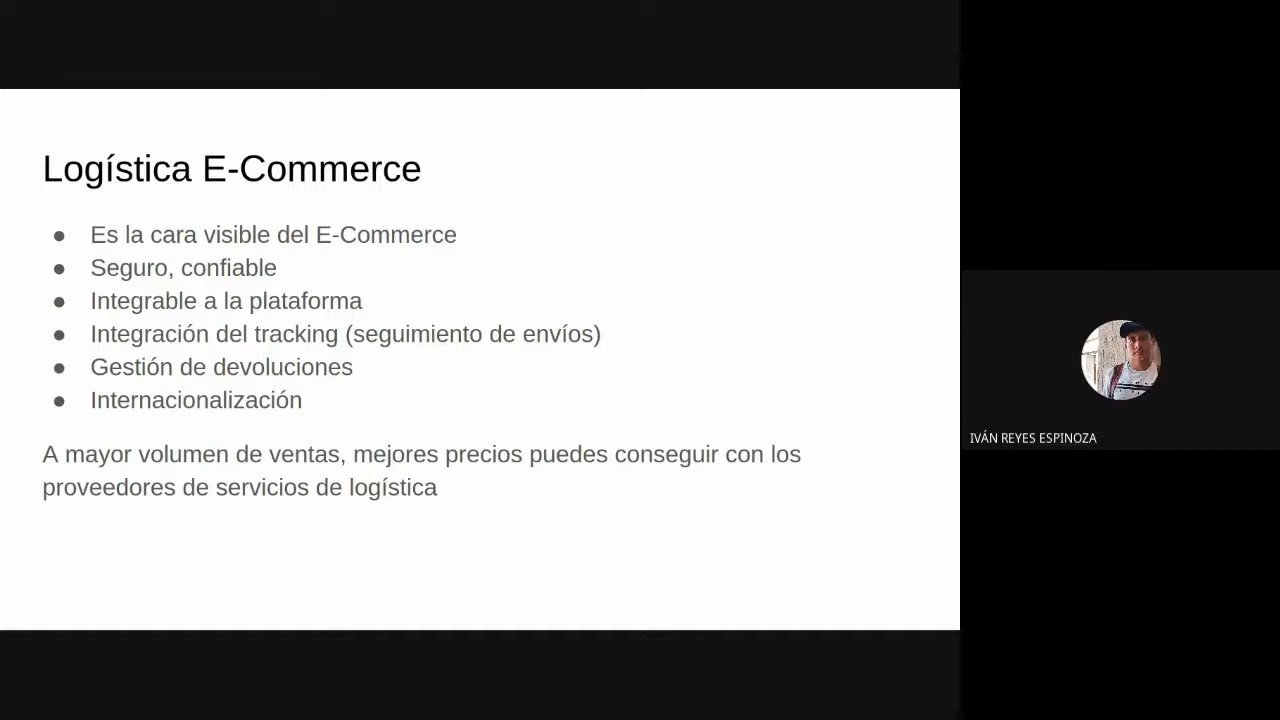 Logística E-Commerce
● Es la cara visible del E-Commerce
● Seguro, confiable
● Integrable a la plataforma
● Integración del tracking (seguimiento de envíos)
● Gestión de devoluciones
● Internacionalización
A mayor volumen de ventas, mejores precios puedes conseguir con los
proveedores de servicios de logística
IVÁN REYES ESPINOZA